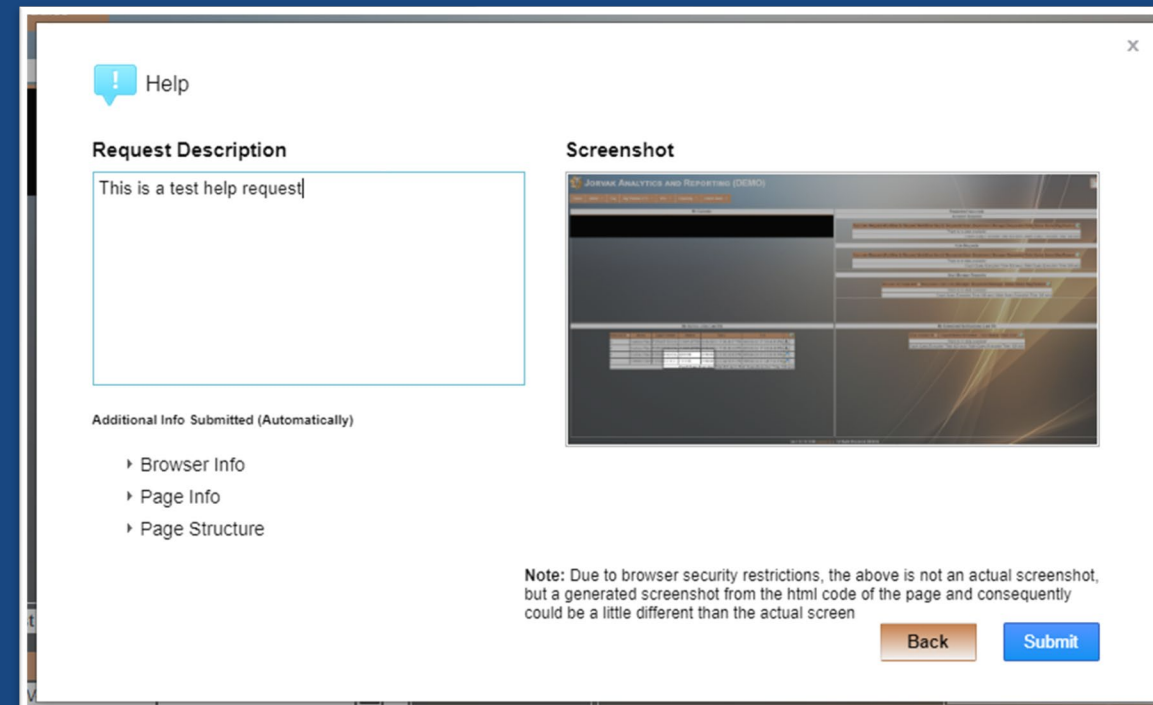 x
Help
Request Description
This is a test help request
Additional Info Submitted (Automatically)
Browser Info
Page Info
Page Structure
Screenshot
JORVAK ANALYTICS AND REPORTING (DEMO)
Note: Due to browser security restrictions, the above is not an actual screenshot,
but a generated screenshot from the html code of the page and consequently
could be a little different than the actual screen
Back
Submit